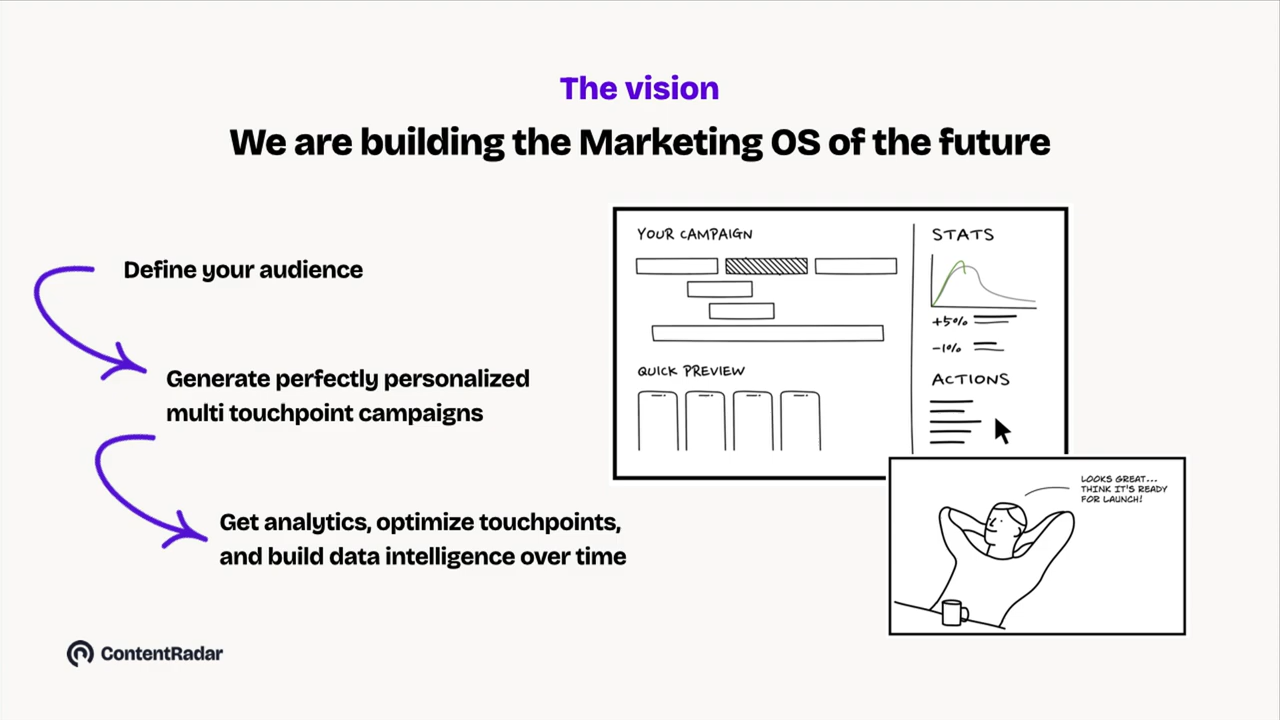 The vision
We are building the Marketing OS of the future
Define your audience
Generate perfectly personalized
multi touchpoint campaigns
Get analytics, optimize touchpoints,
and build data intelligence over time
YOUR CAMPAIGN
QUICK PREVIEW
STATS
+5%
-1%
ACTIONS
LOOKS GREAT...
THINK IT'S READY
FOR LAUNCH!
ContentRadar